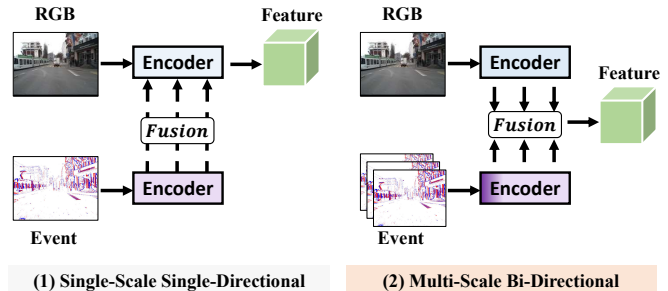 RGB
Encoder
Feature
Fusion
Encoder
Event
(1) Single-Scale Single-Directional
RGB
Encoder
Feature
Fusion
Encoder
Event
(2) Multi-Scale Bi-Directional